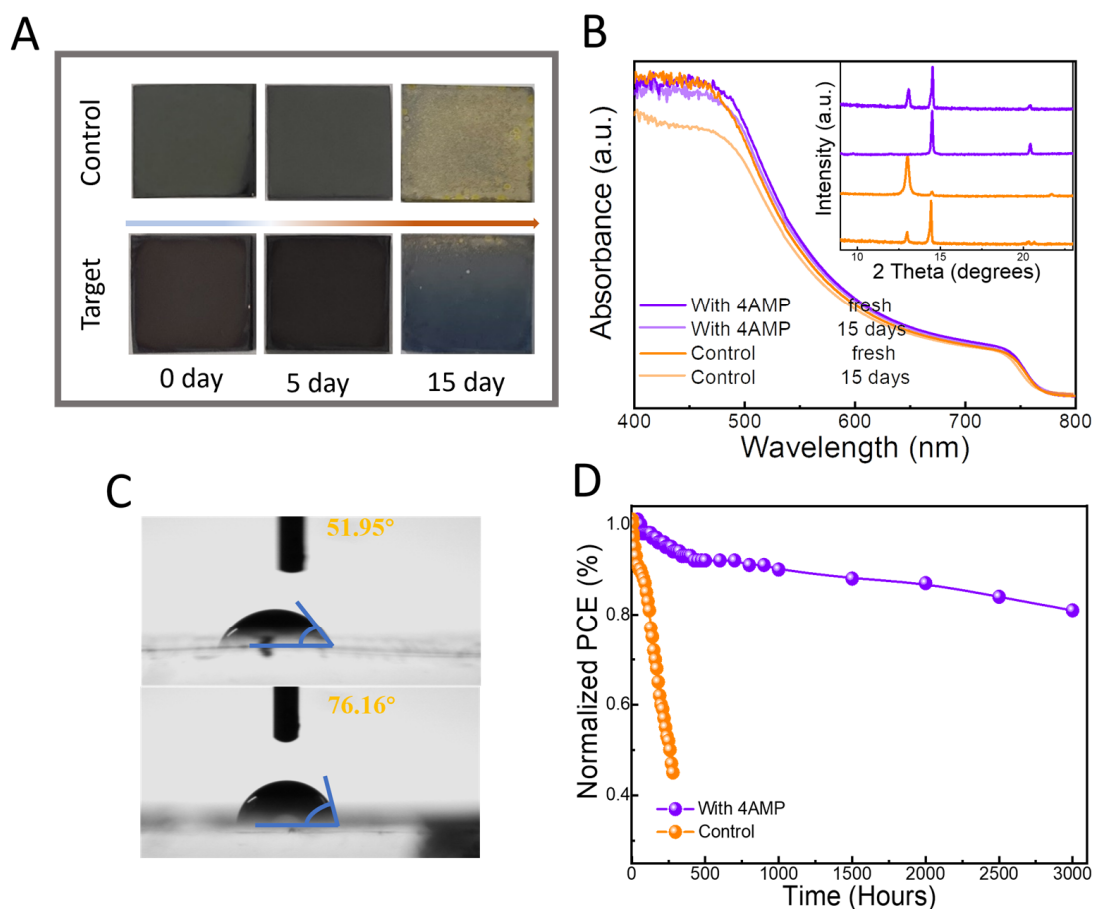 A
Control
Target
0 day
5 day
15 day
B
Absorbance (a.u.)
Intensity (a.u.)
10
15
20
2 Theta (degrees)
With 4AMP fresh
With 4AMP 15 days
Control fresh
Control 15 days
400
500
600
700
800
Wavelength (nm)
C
51.95°
76.16°
D
Normalized PCE (%)
1.0
0.8
0.6
0.4
With 4AMP
Control
0
500
1000
1500
2000
2500
3000
Time (Hours)